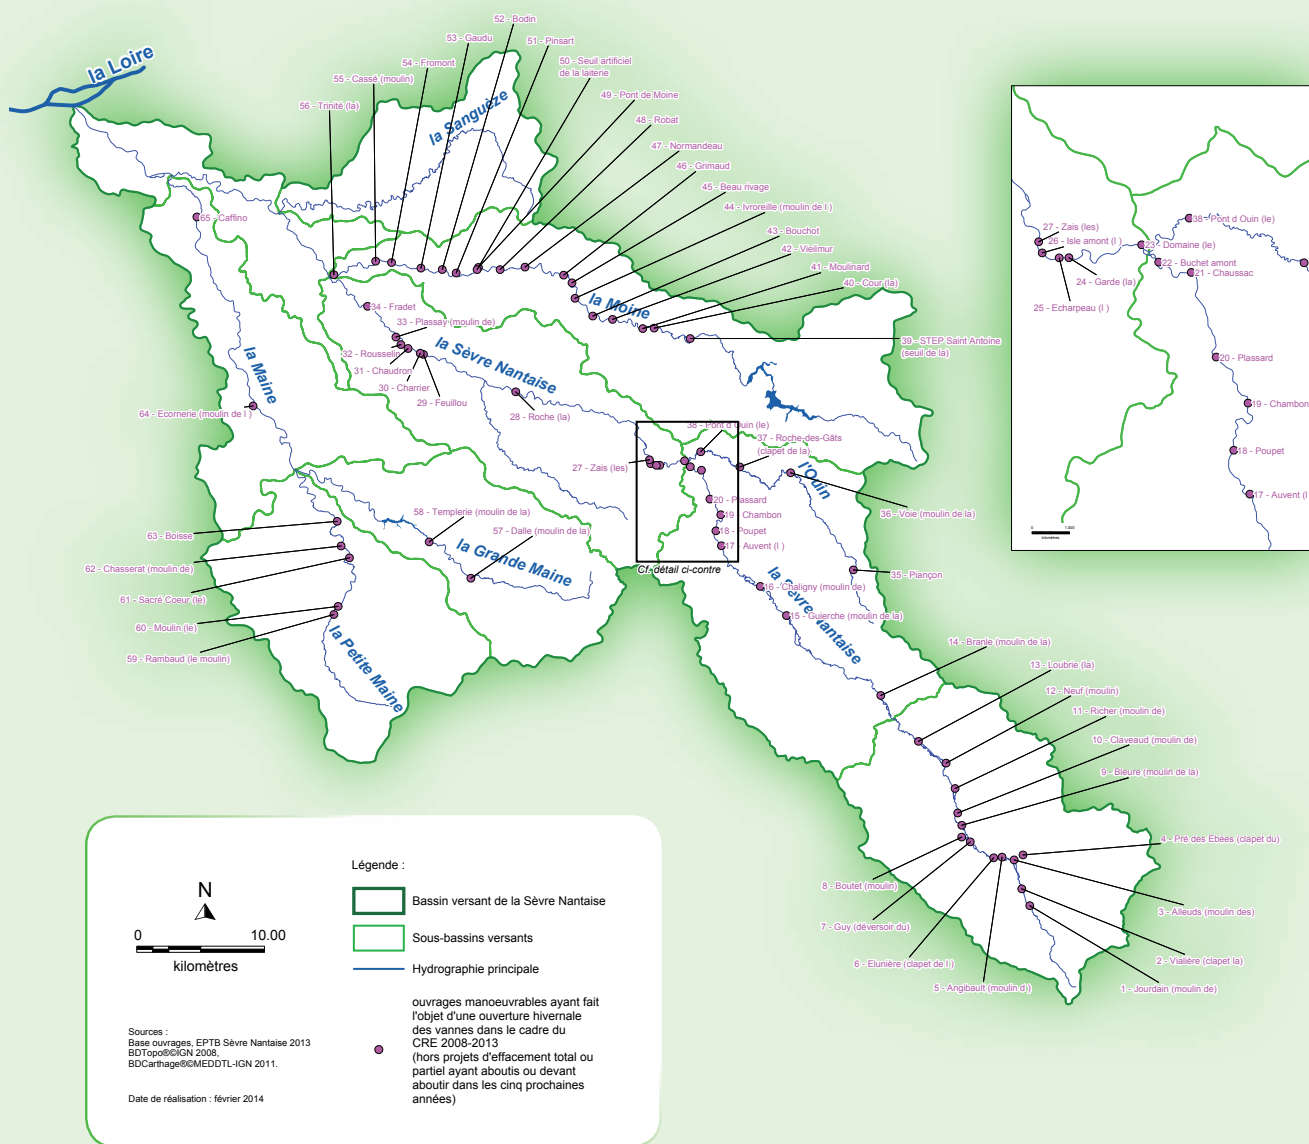 52 - Bodin
53 - Gaudu
51 - Pinsart
54 - Fromont
50 - Seuil artificiel
de la laiterie
55 - Cassé (moulin)
49 - Pont de Moine
56 - Trinité (la)
48 - Robat
47 - Normandeau
46 - Grimaud
45 - Beau rivage
44 - Ivroreille (moulin de l )
43 - Bouchot
42 - Vieilmur
41 - Moulinard
40 - Cour (la)
39 - STEP Saint Antoine
(seuil de la)
la Loire
la Sanguèze
la Moine
la Sèvre Nantaise
la Maine
65 - Caffino
34 - Fradet
33 - Plassay (moulin de)
32 - Rousselin
31 - Chaudron
30 - Charrier
29 - Feuillou
28 - Roche (la)
64 - Ecornerie (moulin de l )
38 - Pont d Ouin (le)
37 - Roche-des-Gâts
(clapet de la)
27 - Zais (les)
l'Ouin
36 - Voie (moulin de la)
20 - Plassard
19 - Chambon
18 - Poupet
17 - Auvent (l )
Cf. détail ci-contre
35 - Piançon
58 - Templerie (moulin de la)
57 - Dalle (moulin de la)
la Grande Maine
63 - Boisse
62 - Chasserat (moulin de)
61 - Sacré Coeur (le)
60 - Moulin (le)
59 - Rambaud (le moulin)
la Petite Maine
16 - Chaligny (moulin de)
15 - Guierche (moulin de la)
la Sèvre Nantaise
14 - Branle (moulin de la)
13 - Loubrie (la)
12 - Neuf (moulin)
11 - Richer (moulin de)
10 - Claveaud (moulin de)
9 - Bleure (moulin de la)
4 - Pré des Ebées (clapet du)
8 - Boutet (moulin)
3 - Alleuds (moulin des)
7 - Guy (déversoir du)
2 - Vialière (clapet la)
6 - Elunière (clapet de l )
5 - Angibault (moulin d )
1 - Jourdain (moulin de)
38 - Pont d Ouin (le)
27 - Zais (les)
26 - Isle amont (l )
23 - Domaine (le)
22 - Buchet amont
21 - Chaussac
24 - Garde (la)
25 - Echarpeau (l )
20 - Plassard
19 - Chambon
18 - Poupet
17 - Auvent (l
0 1.000
kilomètres
N
0 10.00
kilomètres
Légende :
Bassin versant de la Sèvre Nantaise
Sous-bassins versants
Hydrographie principale
ouvrages manoeuvrables ayant fait
l'objet d'une ouverture hivernale
des vannes dans le cadre du
CRE 2008-2013
(hors projets d'effacement total ou
partiel ayant aboutis ou devant
aboutir dans les cinq prochaines
années)
Sources :
Base ouvrages, EPTB Sèvre Nantaise 2013
BDTopo®©IGN 2008,
BDCarthage®©MEDDTL-IGN 2011.
Date de réalisation : février 2014